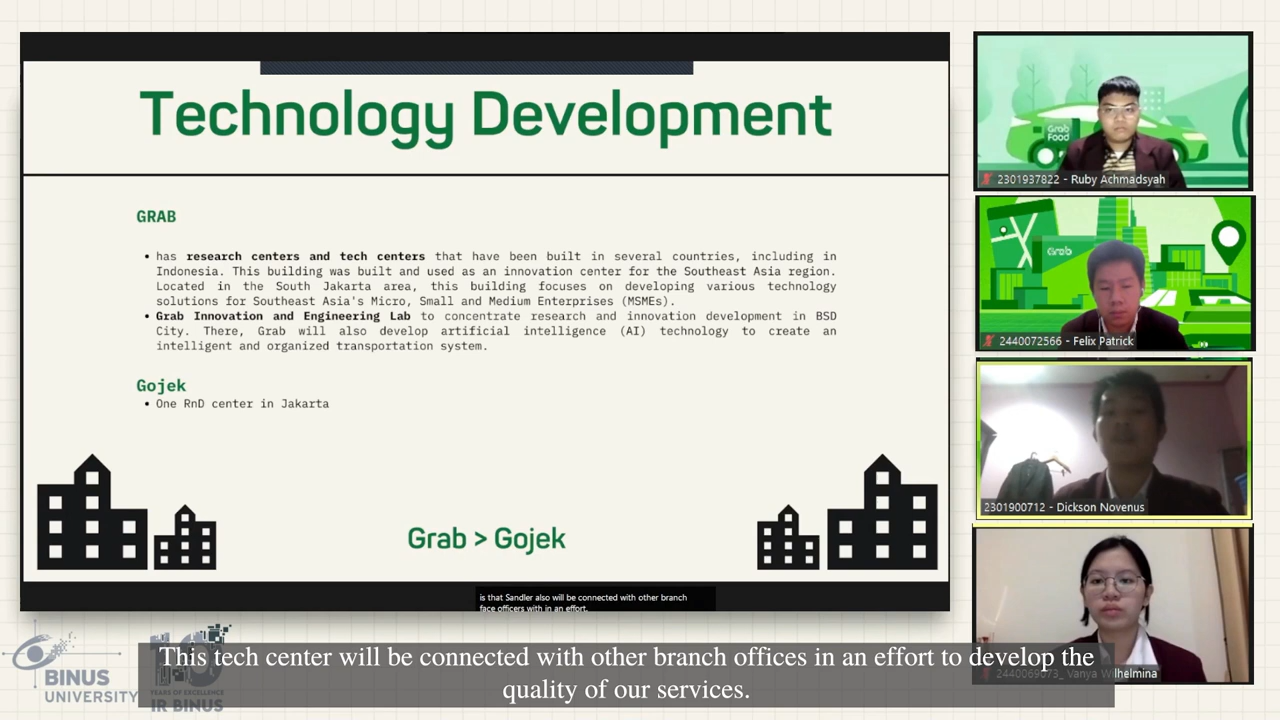 Technology Development
GRAB
• has research centers and tech centers that have been built in several countries, including in
Indonesia. This building was built and used as an innovation center for the Southeast Asia region.
Located in the South Jakarta area, this building focuses on developing various technology
solutions for Southeast Asia's Micro, Small and Medium Enterprises (MSMEs).
• Grab Innovation and Engineering Lab to concentrate research and innovation development in BSD
City. There, Grab will also develop artificial intelligence (AI) technology to create an
intelligent and organized transportation system.
Gojek
• One RnD center in Jakarta
Grab > Gojek
is that Sandler also will be connected with other branch
face officers with in an effort.
Grab
Food
2301937822 - Ruby Achmadsyah
Grab
2440072566 - Felix Patrick
2301900712 - Dickson Novenus
2440069073_ Vanya Wilhelmina
BINUS
UNIVERSITY
YEARS OF EXCELLENCE
IR BINUS
This tech center will be connected with other branch offices in an effort to develop the
quality of our services.